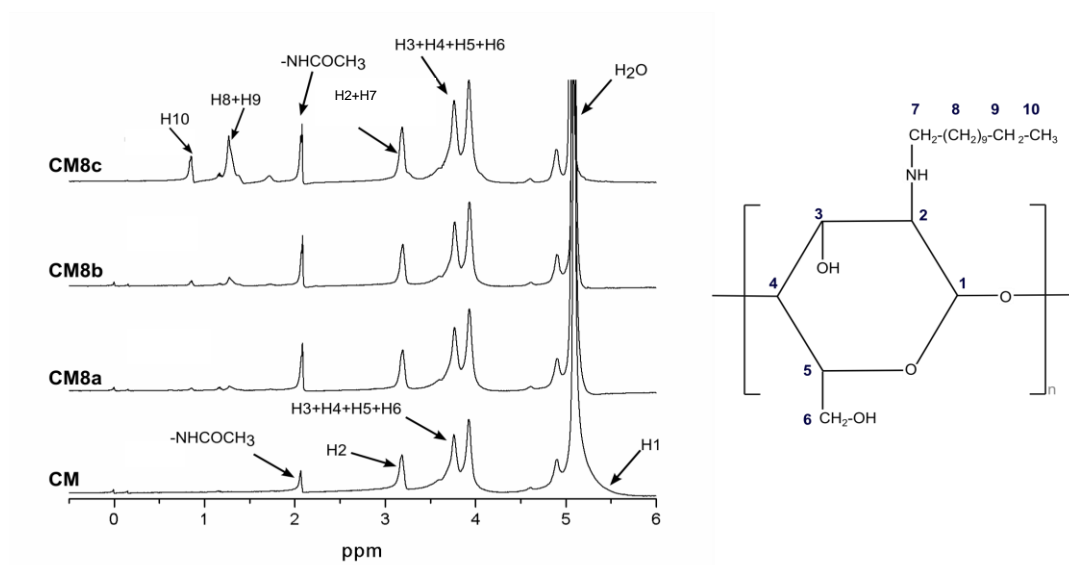 H3+H4+H5+H6
-NHCOCH3
H2O
H8+H9
H2+H7
H10
CM8c
CM8b
CM8a
H3+H4+H5+H6
-NHCOCH3
H2
H1
CM
0 1 2 3 4 5 6
ppm
7 8 9 10
CH2-(CH2)9-CH2-CH3
NH
3 2
OH
4 1
O
5 O
n
6 CH2-OH